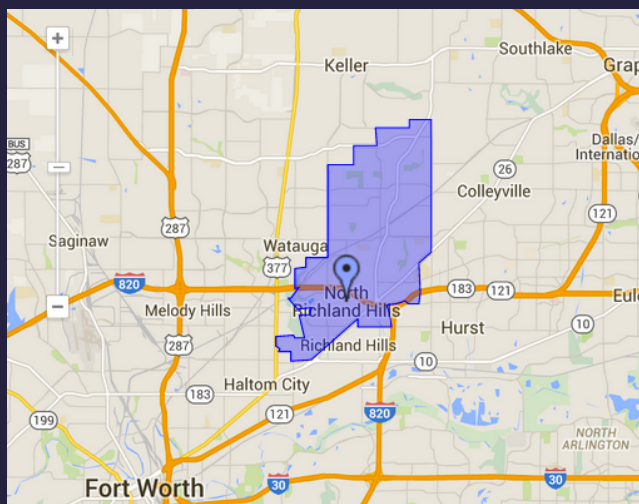 +
Southlake
Keller
Grap
BUS
287
Dallas/
Internation
26
Colleyville
121
287
Saginaw
Watauga
377
820
183
121
North
Richland Hills
Eule
Melody Hills
Hurst
10
287
Richland Hills
10
183
Haltom City
121
820
199
NORTH
ARLINGTON
Fort Worth
30
30